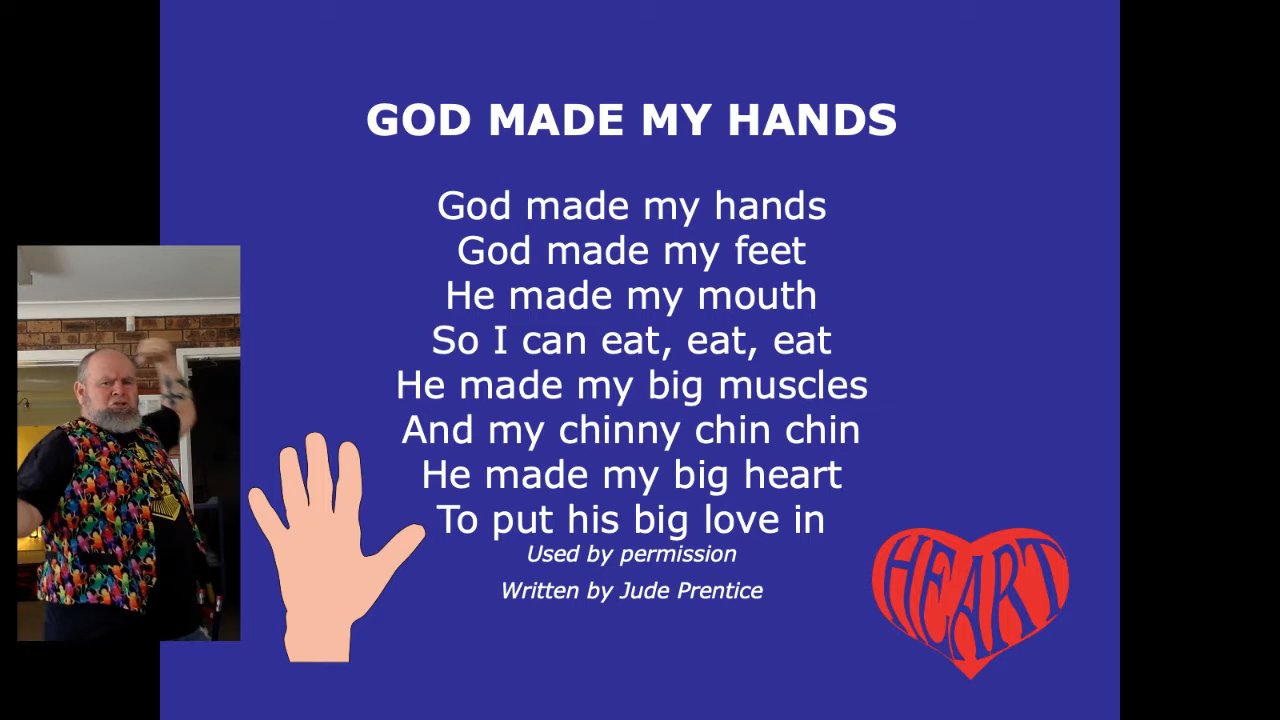 GOD MADE MY HANDS
God made my hands
God made my feet
He made my mouth
So I can eat, eat, eat
He made my big muscles
And my chinny chin chin
He made my big heart
To put his big love in
Used by permission
Written by Jude Prentice
HEART